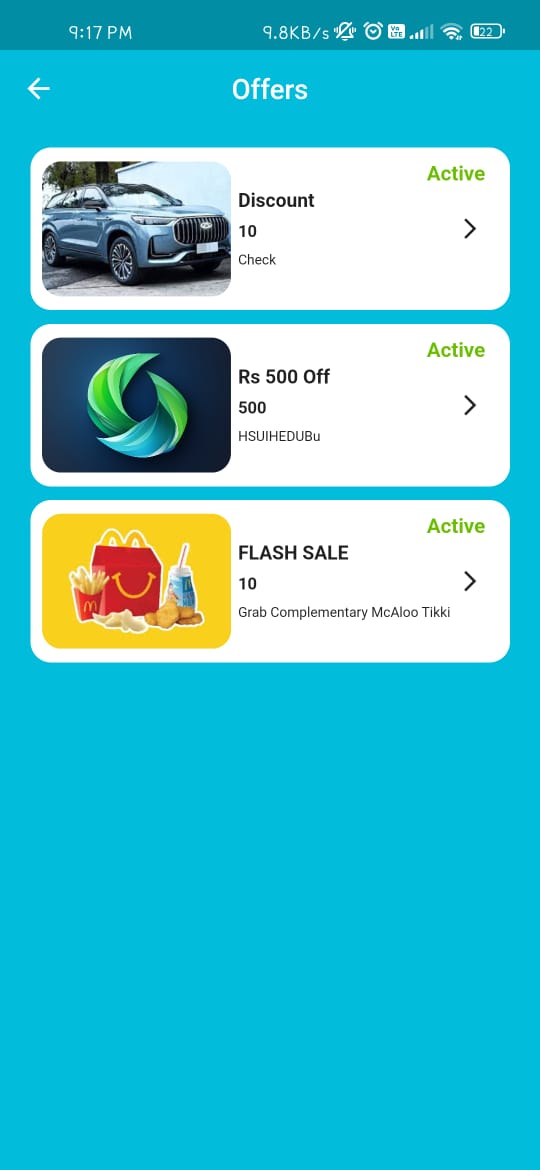 9:17 PM 9.8KB/s Vo LTE 22
Offers
Active
Discount
10
Check
Active
Rs 500 Off
500
HSUIHEDUBu
Active
FLASH SALE
10
Grab Complementary McAloo Tikki